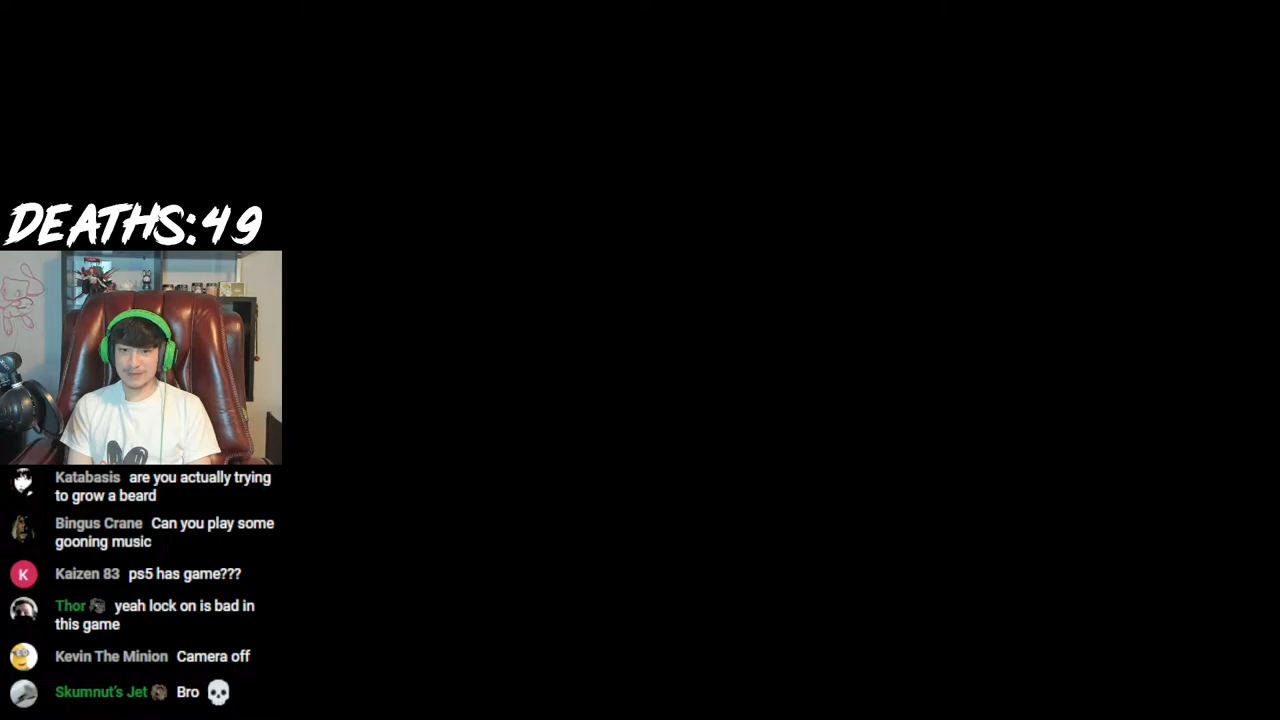 DEATHS:49
Katabasis are you actually trying
to grow a beard
Bingus Crane Can you play some
gooning music
K Kaizen 83 ps5 has game???
Thor yeah lock on is bad in
this game
Kevin The Minion Camera off
Skumnut's Jet Bro 💀